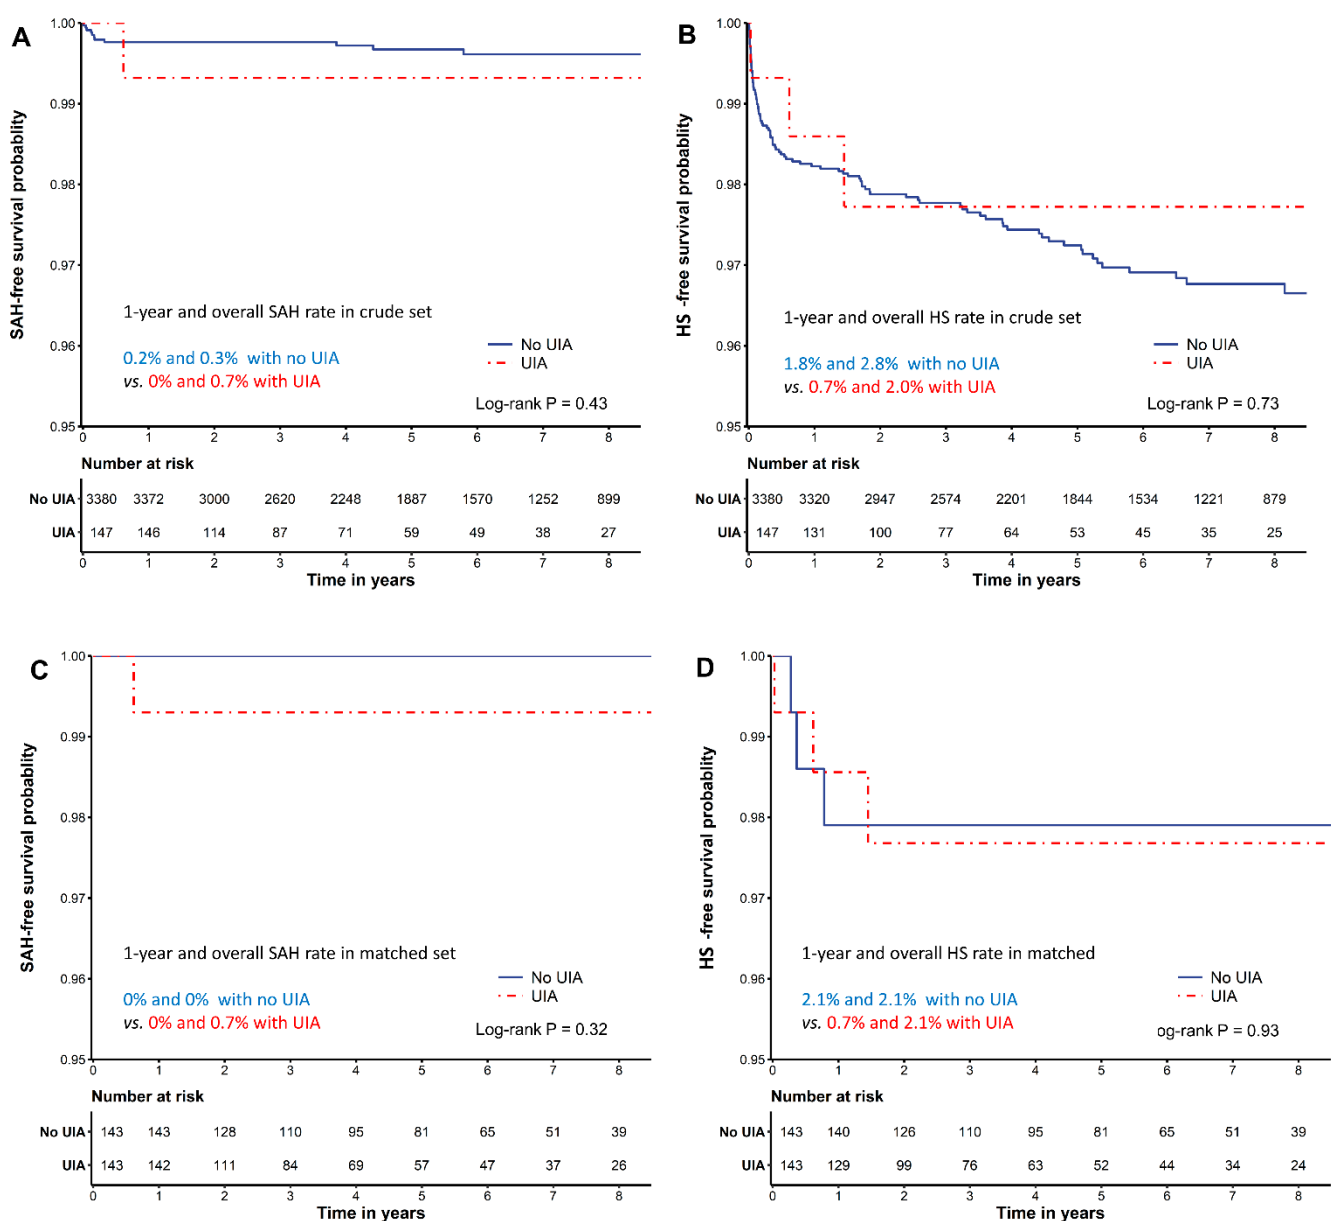 A
SAH-free survival probablity
1.00
0.99
0.98
0.97
0.96
0.95
1-year and overall SAH rate in crude set
0.2% and 0.3% with no UIA
vs. 0% and 0.7% with UIA
No UIA
UIA
Log-rank P = 0.43
0 1 2 3 4 5 6 7 8
Number at risk
No UIA 3380 3372 3000 2620 2248 1887 1570 1252 899
UIA 147 146 114 87 71 59 49 38 27
0 1 2 3 4 5 6 7 8
Time in years
B
HS -free survival probablity
1.00
0.99
0.98
0.97
0.96
0.95
1-year and overall HS rate in crude set
1.8% and 2.8% with no UIA
vs. 0.7% and 2.0% with UIA
No UIA
UIA
Log-rank P = 0.73
0 1 2 3 4 5 6 7 8
Number at risk
No UIA 3380 3320 2947 2574 2201 1844 1534 1221 879
UIA 147 131 100 77 64 53 45 35 25
0 1 2 3 4 5 6 7 8
Time in years
C
SAH-free survival probablity
1.00
0.99
0.98
0.97
0.96
0.95
1-year and overall SAH rate in matched set
0% and 0% with no UIA
vs. 0% and 0.7% with UIA
No UIA
UIA
Log-rank P = 0.32
0 1 2 3 4 5 6 7 8
Number at risk
No UIA 143 143 128 110 95 81 65 51 39
UIA 143 142 111 84 69 57 47 37 26
0 1 2 3 4 5 6 7 8
Time in years
D
HS -free survival probablity
1.00
0.99
0.98
0.97
0.96
0.95
1-year and overall HS rate in matched
2.1% and 2.1% with no UIA
vs. 0.7% and 2.1% with UIA
No UIA
UIA
og-rank P = 0.93
0 1 2 3 4 5 6 7 8
Number at risk
No UIA 143 140 126 110 95 81 65 51 39
UIA 143 129 99 76 63 52 44 34 24
0 1 2 3 4 5 6 7 8
Time in years